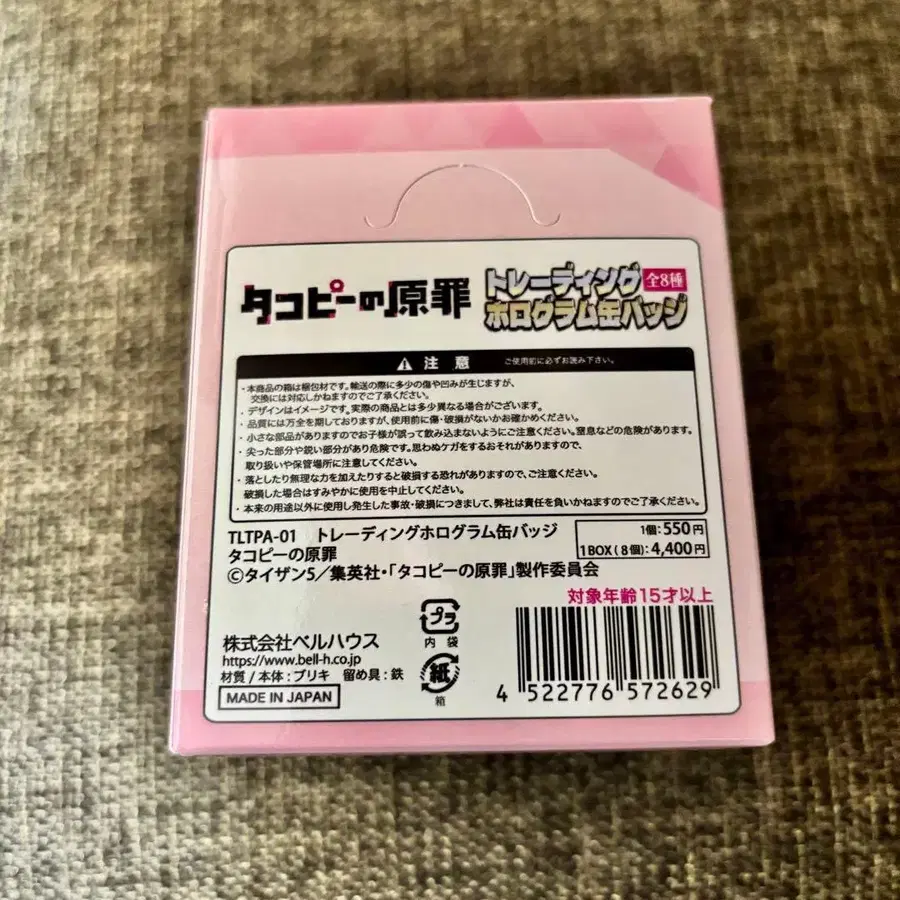 タコピーの原罪
トレーディング 全8種
ホログラム缶バッジ
注意 ご使用前に必ずお読み下さい。
・本商品の箱は梱包材です。輸送の際に多少の傷や凹みが生じますが、
交換には対応しかねますのでご了承ください。
・デザインはイメージです。実際の商品とは多少異なる場合がございます。
・品質には万全を期しておりますが、使用前に傷・破損がないかお確かめください。
・小さな部品がありますのでお子様が誤って飲み込まないようにご注意ください。窒息などの危険があります。
・尖った部分や鋭い部分があり危険です。思わぬケガをするおそれがありますので、
取り扱いや保管場所に注意してください。
・落としたり無理な力を加えたりすると破損する恐れがありますので、ご注意ください。
破損した場合はすみやかに使用を中止してください。
・本来の用途以外に使用し発生した事故・破損につきまして、弊社は責任を負いかねますのでご了承ください。
TLTPA-01 トレーディングホログラム缶バッジ
タコピーの原罪
©タイザン5／集英社・「タコピーの原罪」製作委員会
1個：550円
1BOX（8個）：4,400円
対象年齢15才以上
株式会社ベルハウス
https://www.bell-h.co.jp
材質 / 本体：ブリキ 留め具：鉄
MADE IN JAPAN
プラ
内 袋
紙
箱
4 522776 572629